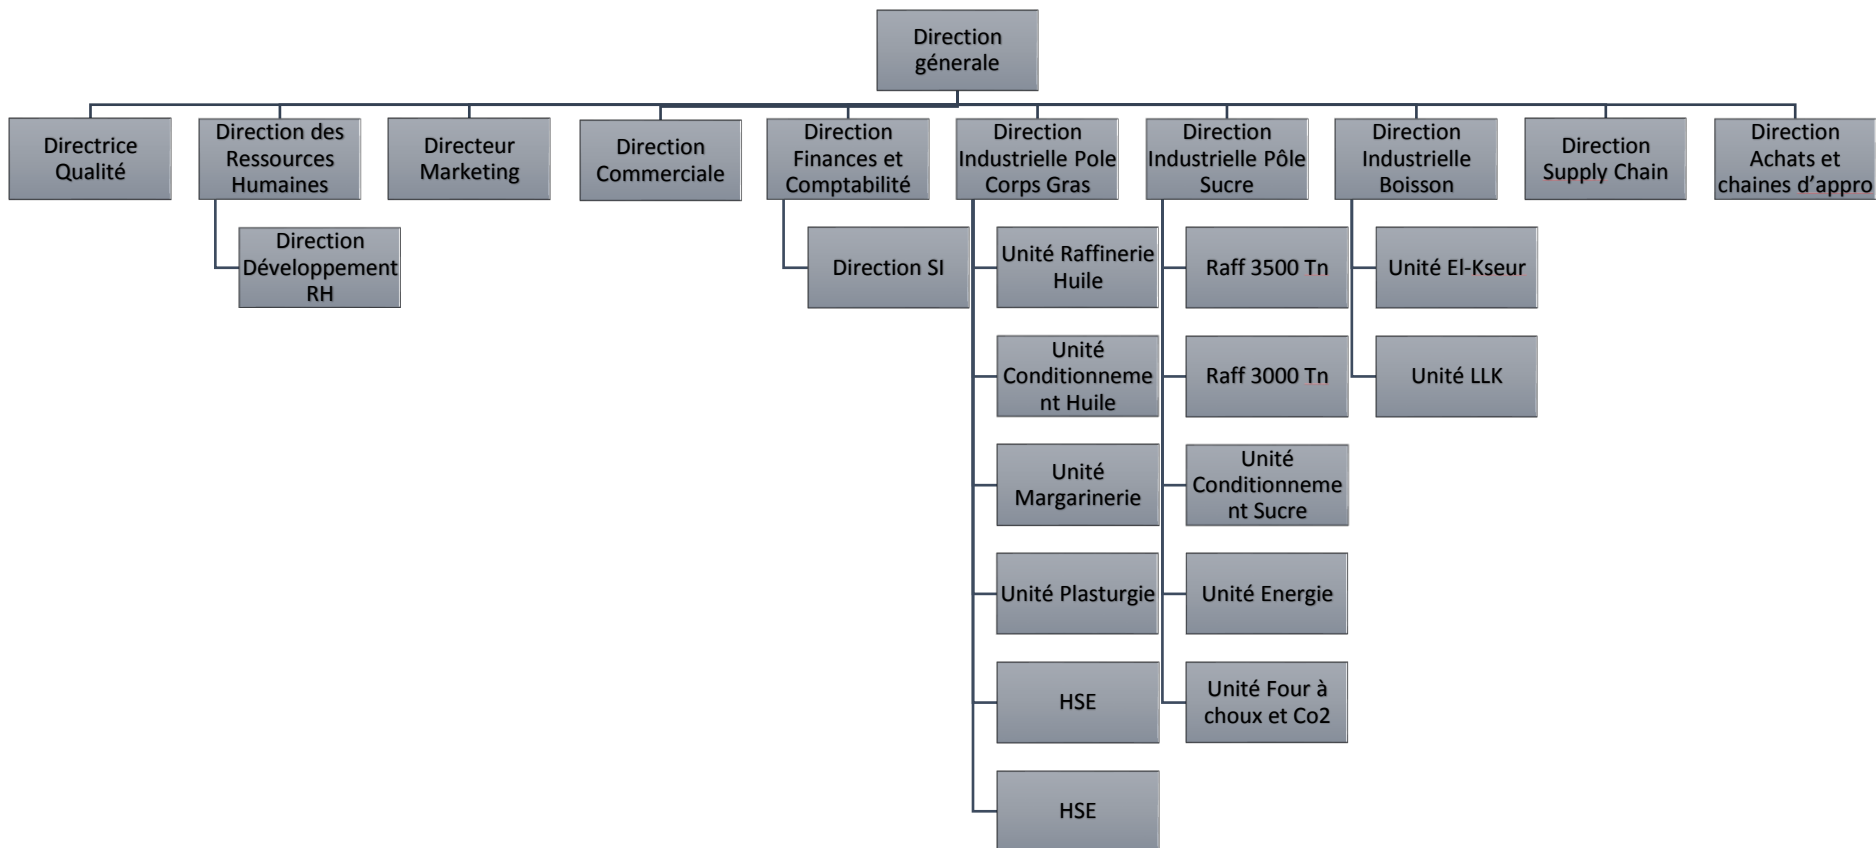 Direction
génerale
Directrice
Qualité
Direction des
Ressources
Humaines
Directeur
Marketing
Direction
Commerciale
Direction
Finances et
Comptabilité
Direction
Industrielle Pole
Corps Gras
Direction
Industrielle Pôle
Sucre
Direction
Industrielle
Boisson
Direction
Supply Chain
Direction
Achats et
chaines d’appro
Direction
Développement
RH
Direction SI
Unité Raffinerie
Huile
Unité
Conditionneme
nt Huile
Unité
Margarinerie
Unité Plasturgie
HSE
HSE
Raff 3500 Tn
Raff 3000 Tn
Unité
Conditionneme
nt Sucre
Unité Energie
Unité Four à
choux et Co2
Unité El-Kseur
Unité LLK